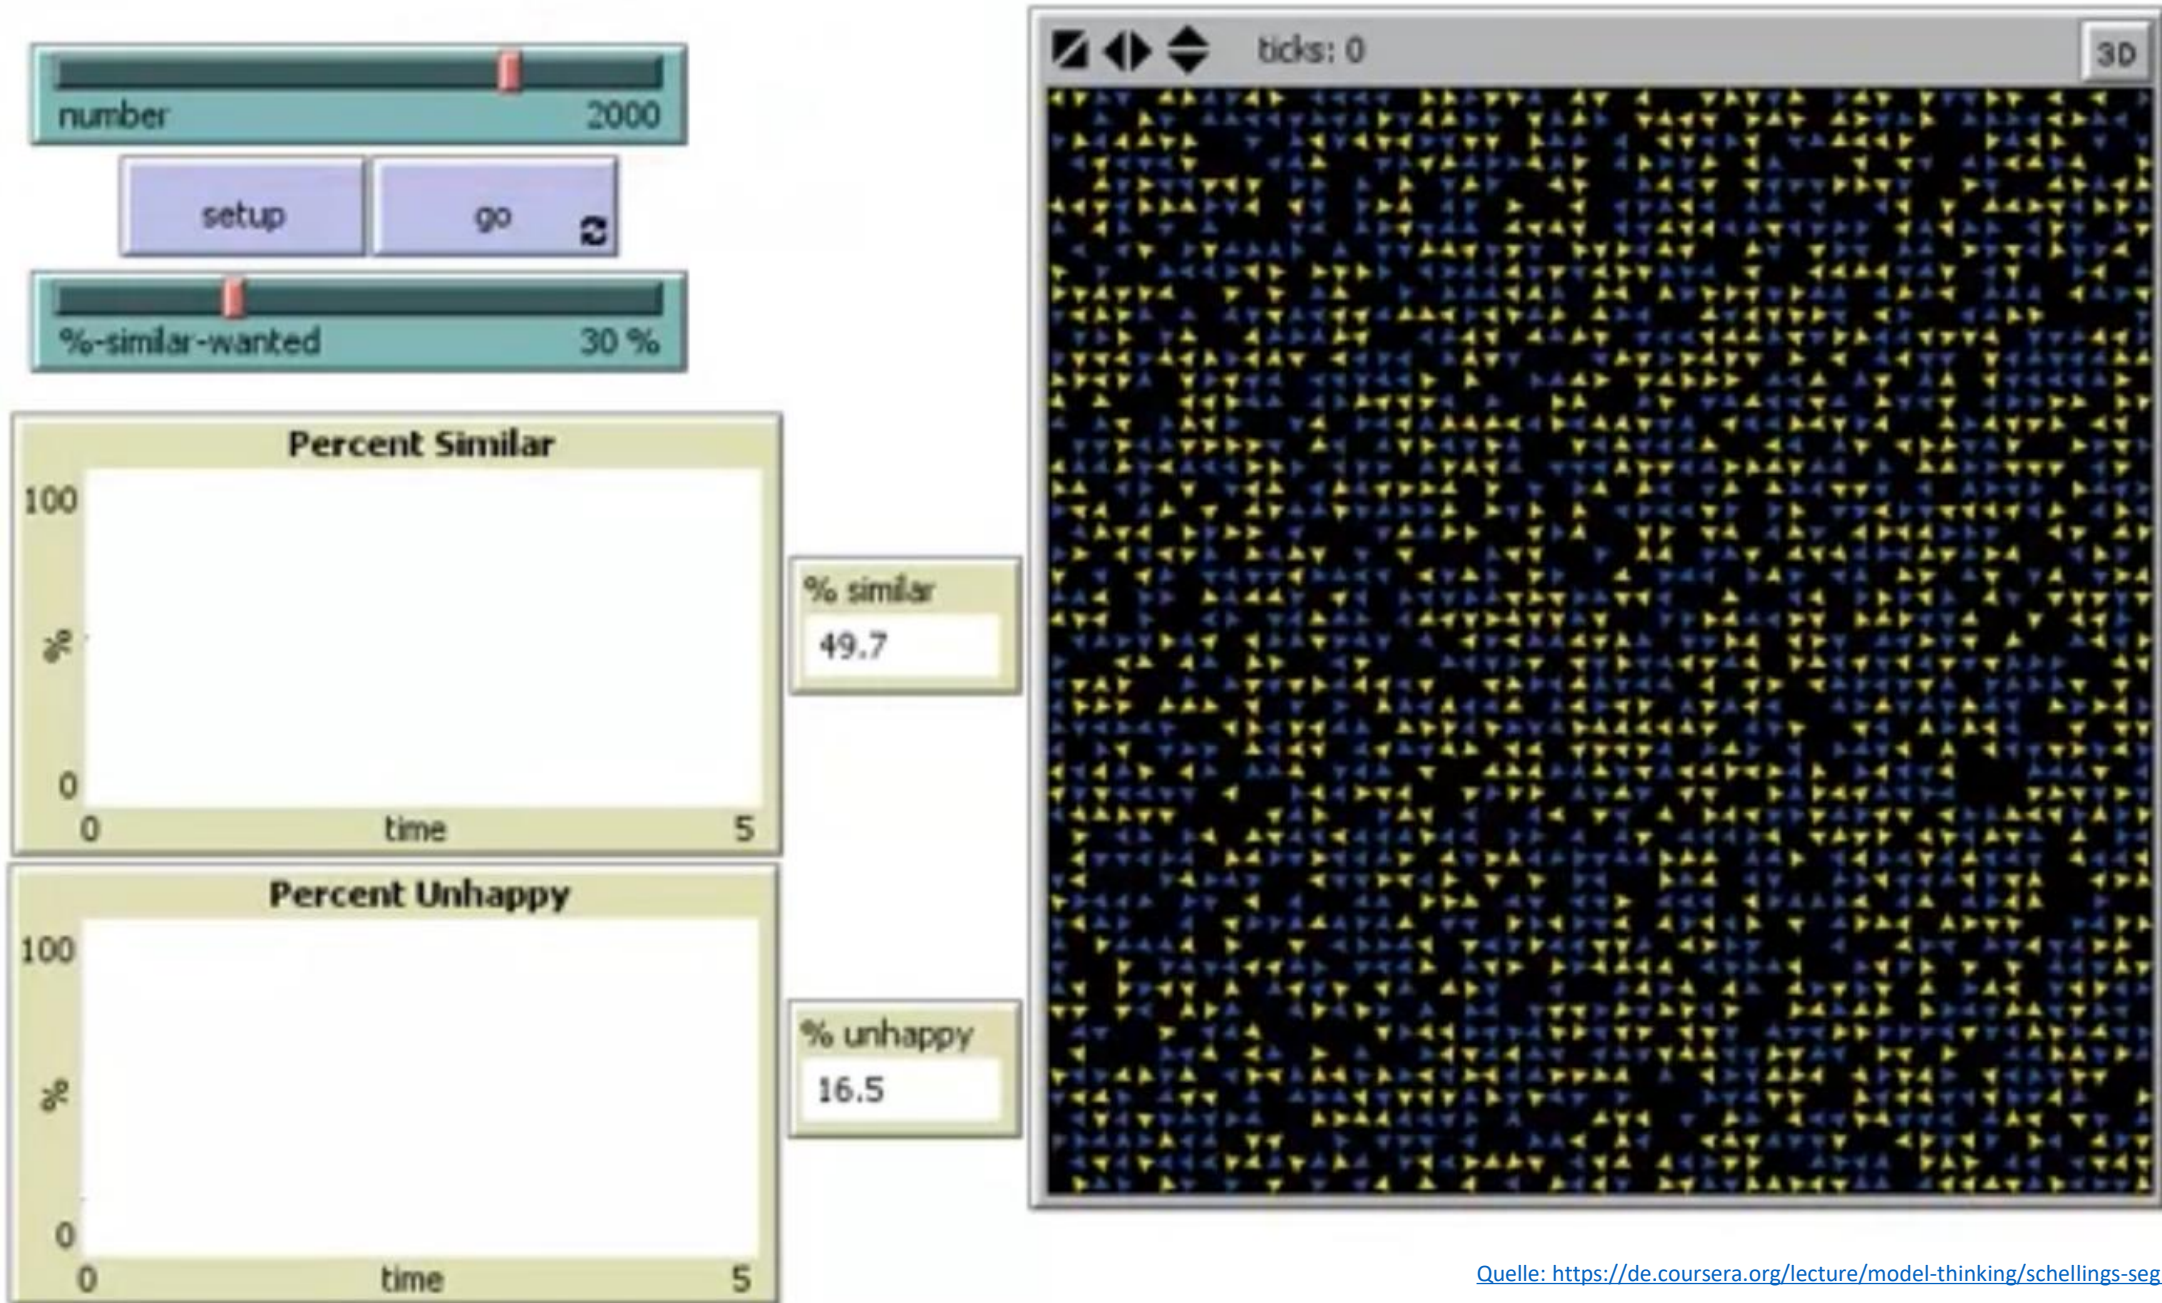 number 2000
setup
go
%-similar-wanted 30 %
Percent Similar
100
%
0
0 time 5
% similar
49.7
Percent Unhappy
100
%
0
0 time 5
% unhappy
16.5
ticks: 0
3D
Quelle: https://de.coursera.org/lecture/model-thinking/schellings-seg